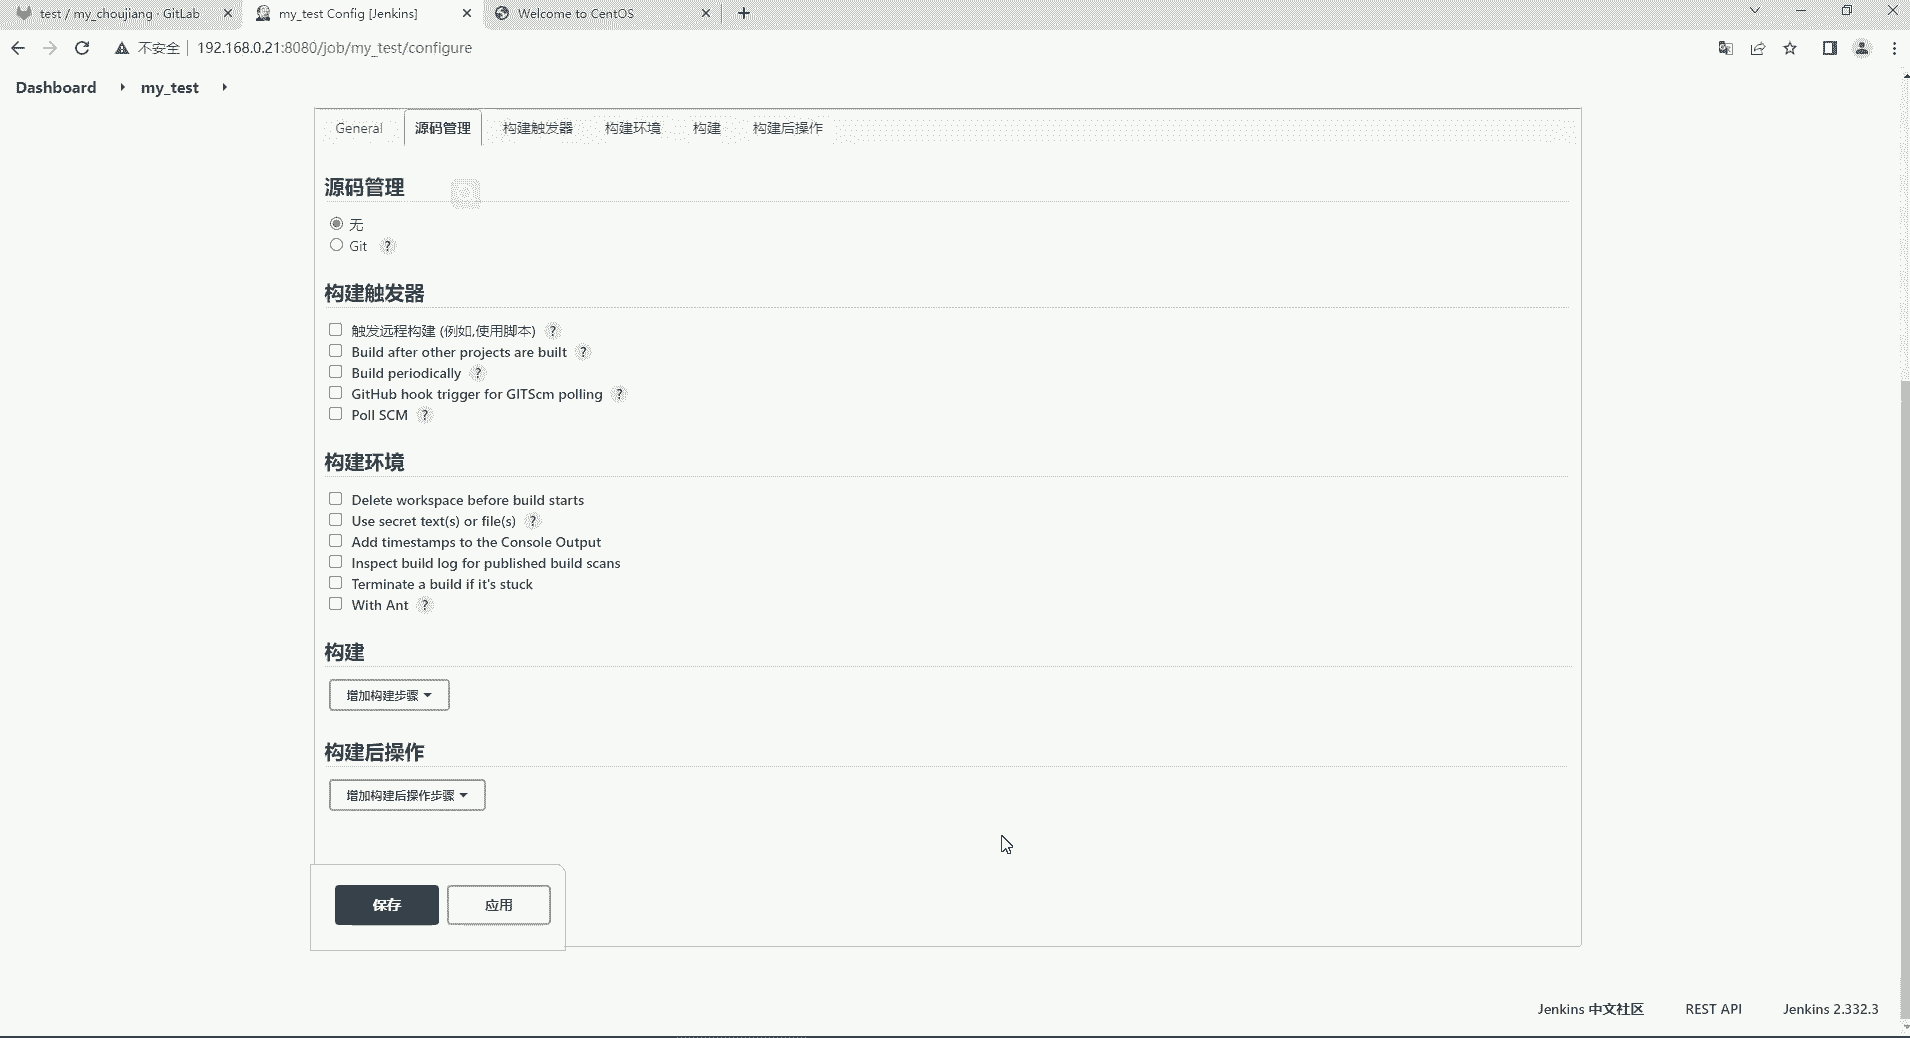 test / my_choujiang · GitLab
my_test Config [Jenkins]
Welcome to CentOS
不安全
192.168.0.21:8080/job/my_test/configure
Dashboard
my_test
General
源码管理
构建触发器
构建环境
构建
构建后操作
源码管理
无
Git ?
构建触发器
触发远程构建 (例如,使用脚本) ?
Build after other projects are built ?
Build periodically ?
GitHub hook trigger for GITScm polling ?
Poll SCM ?
构建环境
Delete workspace before build starts
Use secret text(s) or file(s) ?
Add timestamps to the Console Output
Inspect build log for published build scans
Terminate a build if it's stuck
With Ant ?
构建
增加构建步骤
构建后操作
增加构建后操作步骤
保存
应用
Jenkins 中文社区
REST API
Jenkins 2.332.3